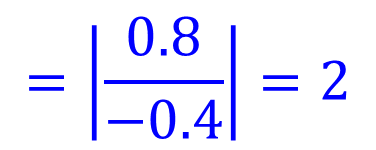 = |0.8 / −0.4| = 2